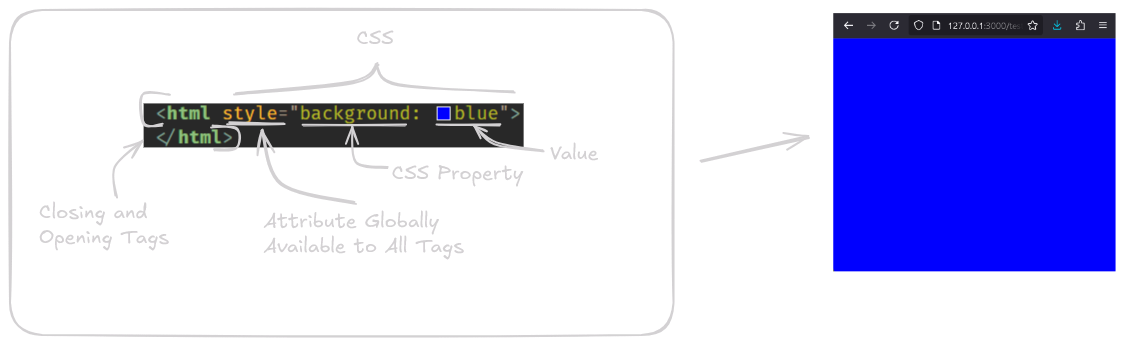 CSS
<html style="background: blue">
</html>
Value
CSS Property
Closing and
Opening Tags
Attribute Globally
Available to All Tags
127.0.0.1:3000/tes